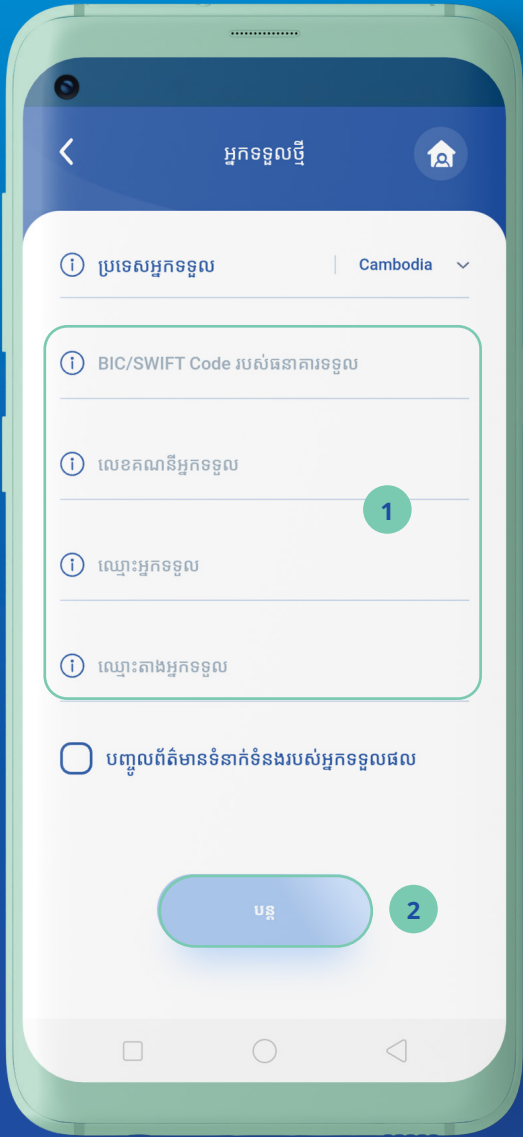 អ្នកទទួលថ្មី
ប្រទេសអ្នកទទួល Cambodia
BIC/SWIFT Code របស់ធនាគារទទួល
លេខគណនីអ្នកទទួល
1
ឈ្មោះអ្នកទទួល
ឈ្មោះតាងអ្នកទទួល
បញ្ចូលព័ត៌មានទំនាក់ទំនងរបស់អ្នកទទួលផល
បន្ត 2